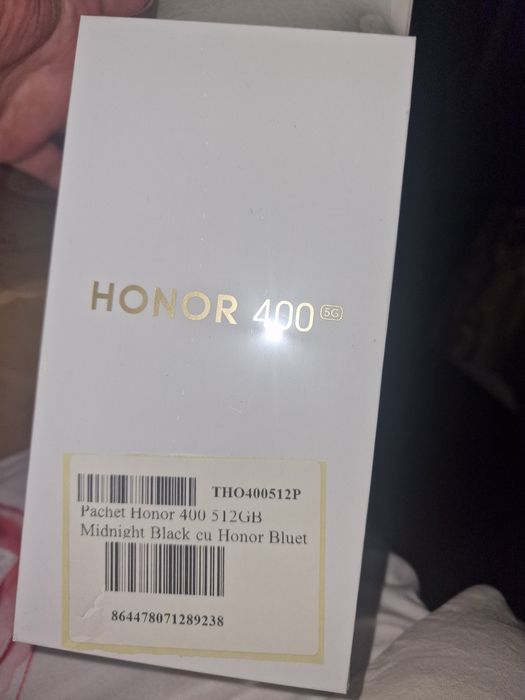 HONOR 400 5G
THO400512P
Pachet Honor 400 512GB
Midnight Black cu Honor Bluet
864478071289238